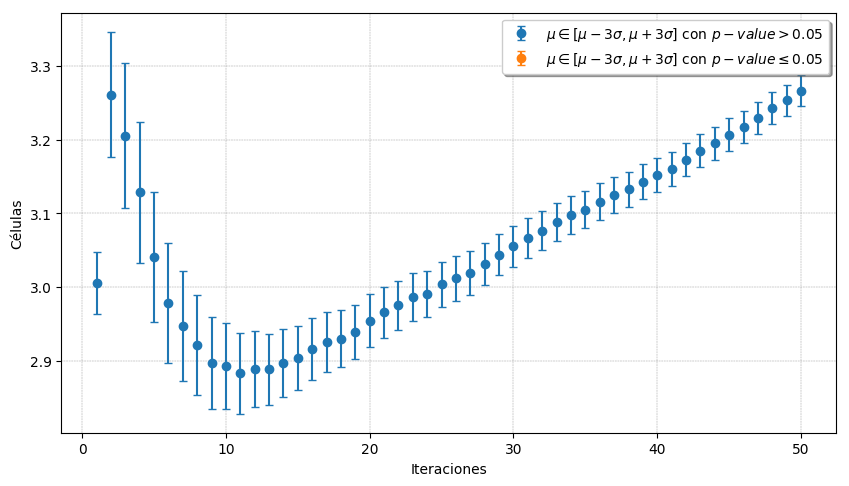 μ ∈ [μ − 3σ, μ + 3σ] con p − value > 0.05
μ ∈ [μ − 3σ, μ + 3σ] con p − value ≤ 0.05
Células
3.3
3.2
3.1
3.0
2.9
0 10 20 30 40 50
Iteraciones